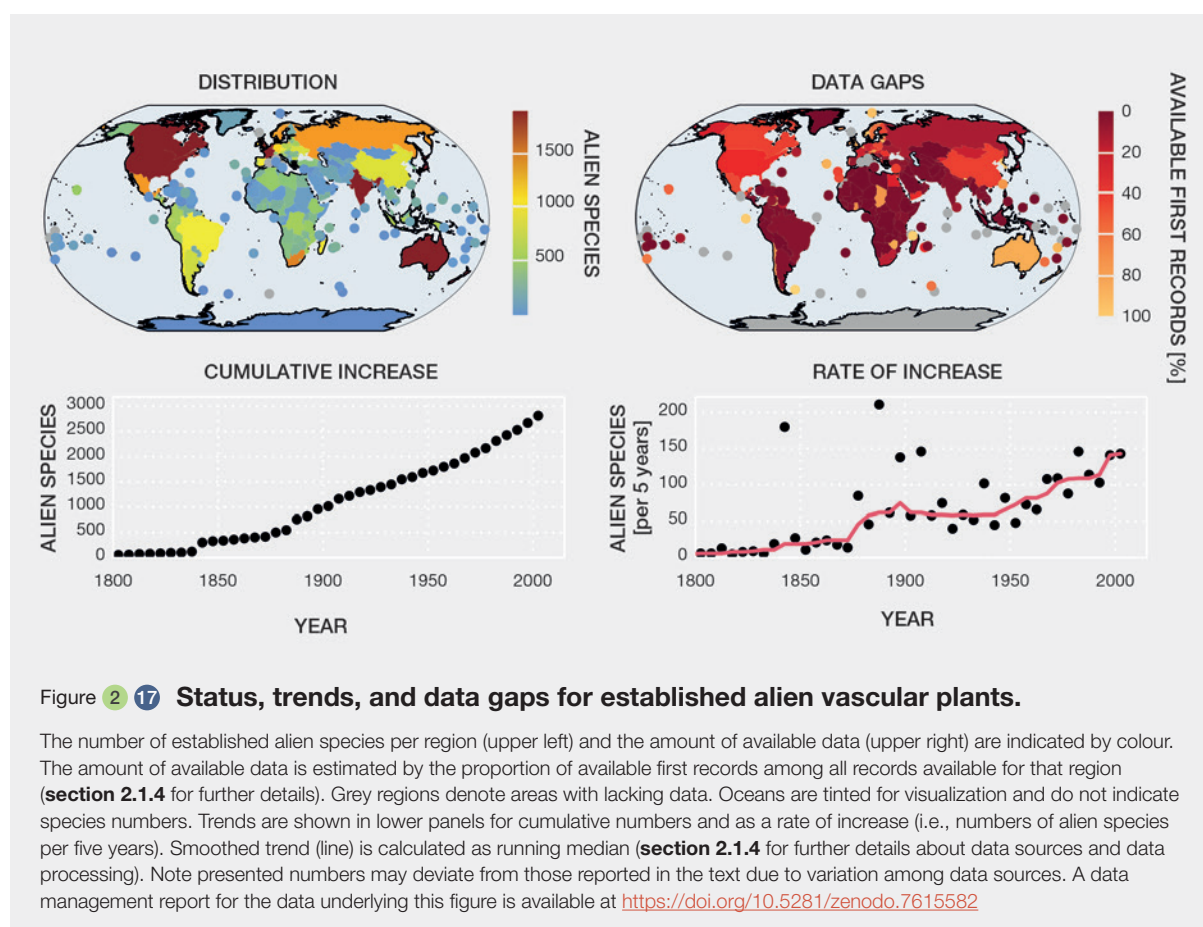 DISTRIBUTION
ALIEN SPECIES
1500
1000
500
DATA GAPS
AVAILABLE FIRST RECORDS [%]
0
20
40
60
80
100
CUMULATIVE INCREASE
ALIEN SPECIES
3000
2500
2000
1500
1000
500
0
1800
1850
1900
1950
2000
YEAR
RATE OF INCREASE
ALIEN SPECIES
[per 5 years]
200
150
100
50
0
1800
1850
1900
1950
2000
YEAR
Figure 2 17 Status, trends, and data gaps for established alien vascular plants.
The number of established alien species per region (upper left) and the amount of available data (upper right) are indicated by colour.
The amount of available data is estimated by the proportion of available first records among all records available for that region
(section 2.1.4 for further details). Grey regions denote areas with lacking data. Oceans are tinted for visualization and do not indicate
species numbers. Trends are shown in lower panels for cumulative numbers and as a rate of increase (i.e., numbers of alien species
per five years). Smoothed trend (line) is calculated as running median (section 2.1.4 for further details about data sources and data
processing). Note presented numbers may deviate from those reported in the text due to variation among data sources. A data
management report for the data underlying this figure is available at https://doi.org/10.5281/zenodo.7615582